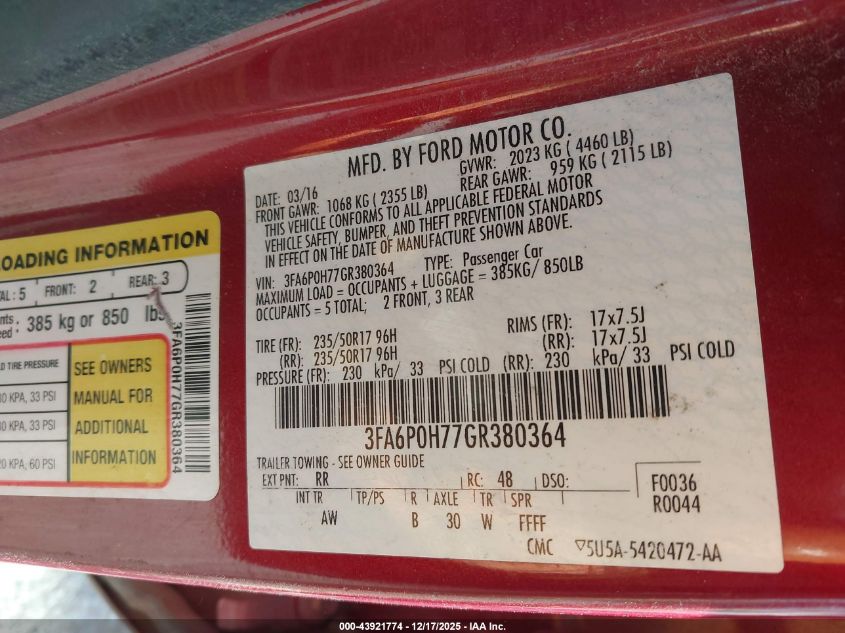 MFD. BY FORD MOTOR CO.
DATE: 03/16 GVWR: 2023 KG ( 4460 LB)
FRONT GAWR: 1068 KG ( 2355 LB) REAR GAWR: 959 KG ( 2115 LB)
THIS VEHICLE CONFORMS TO ALL APPLICABLE FEDERAL MOTOR
VEHICLE SAFETY, BUMPER, AND THEFT PREVENTION STANDARDS
IN EFFECT ON THE DATE OF MANUFACTURE SHOWN ABOVE.
VIN: 3FA6P0H77GR380364 TYPE: Passenger Car
MAXIMUM LOAD = OCCUPANTS + LUGGAGE = 385KG/ 850LB
OCCUPANTS = 5 TOTAL; 2 FRONT, 3 REAR
TIRE (FR): 235/50R17 96H RIMS (FR): 17x7.5J
(RR): 235/50R17 96H (RR): 17x7.5J
PRESSURE (FR): 230 kPa/ 33 PSI COLD (RR): 230 kPa/ 33 PSI COLD
3FA6P0H77GR380364
TRAILER TOWING - SEE OWNER GUIDE
EXT PNT: RR RC: 48 DSO:
INT TR TP/PS R AXLE TR SPR
AW B 30 W FFFF
F0036
R0044
CMC ▽5U5A-5420472-AA
OADING INFORMATION
TAL: 5 FRONT: 2 REAR: 3
nts
eed: 385 kg or 850 lbs
D TIRE PRESSURE
30 KPA, 33 PSI
30 KPA, 33 PSI
20 KPA, 60 PSI
SEE OWNERS
MANUAL FOR
ADDITIONAL
INFORMATION
3FA6P0H77GR380364
000-43921774 - 12/17/2025 - IAA Inc.